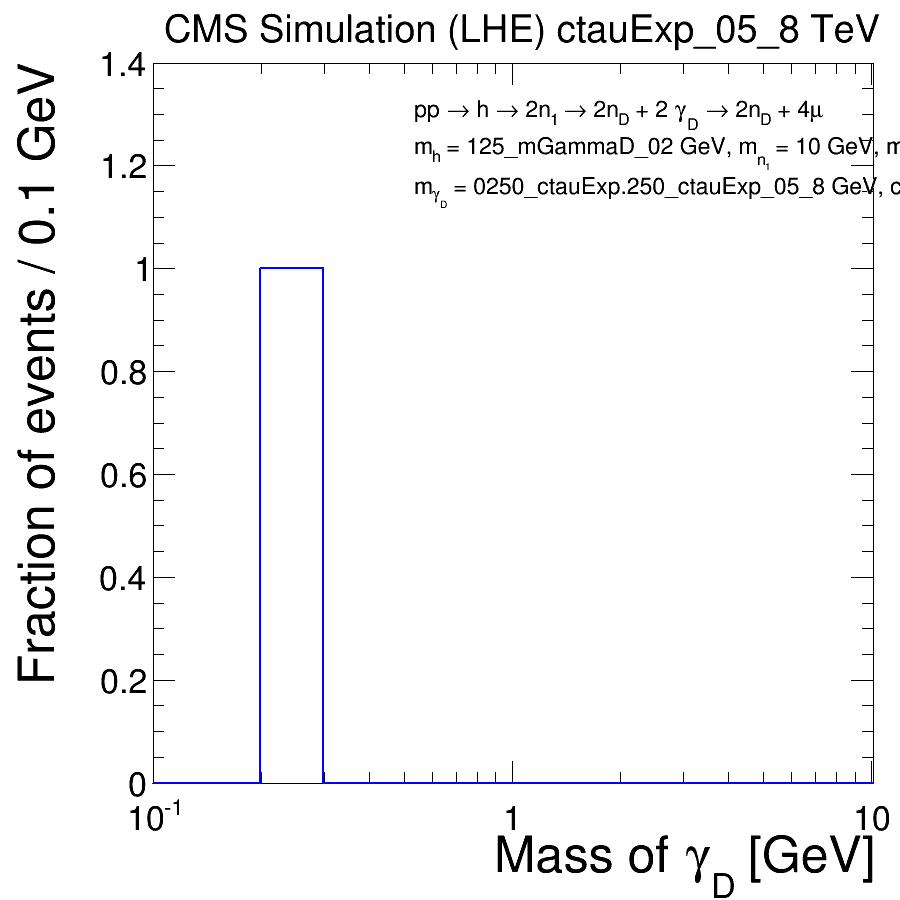 CMS Simulation (LHE) ctauExp_05_8 TeV
pp → h → 2n1 → 2nD + 2 γD → 2nD + 4μ
mh = 125_mGammaD_02 GeV, mn1 = 10 GeV, m
mγD = 0250_ctauExp.250_ctauExp_05_8 GeV, c
Fraction of events / 0.1 GeV
1.4
1.2
1
0.8
0.6
0.4
0.2
0
10-1
1
10
Mass of γD [GeV]